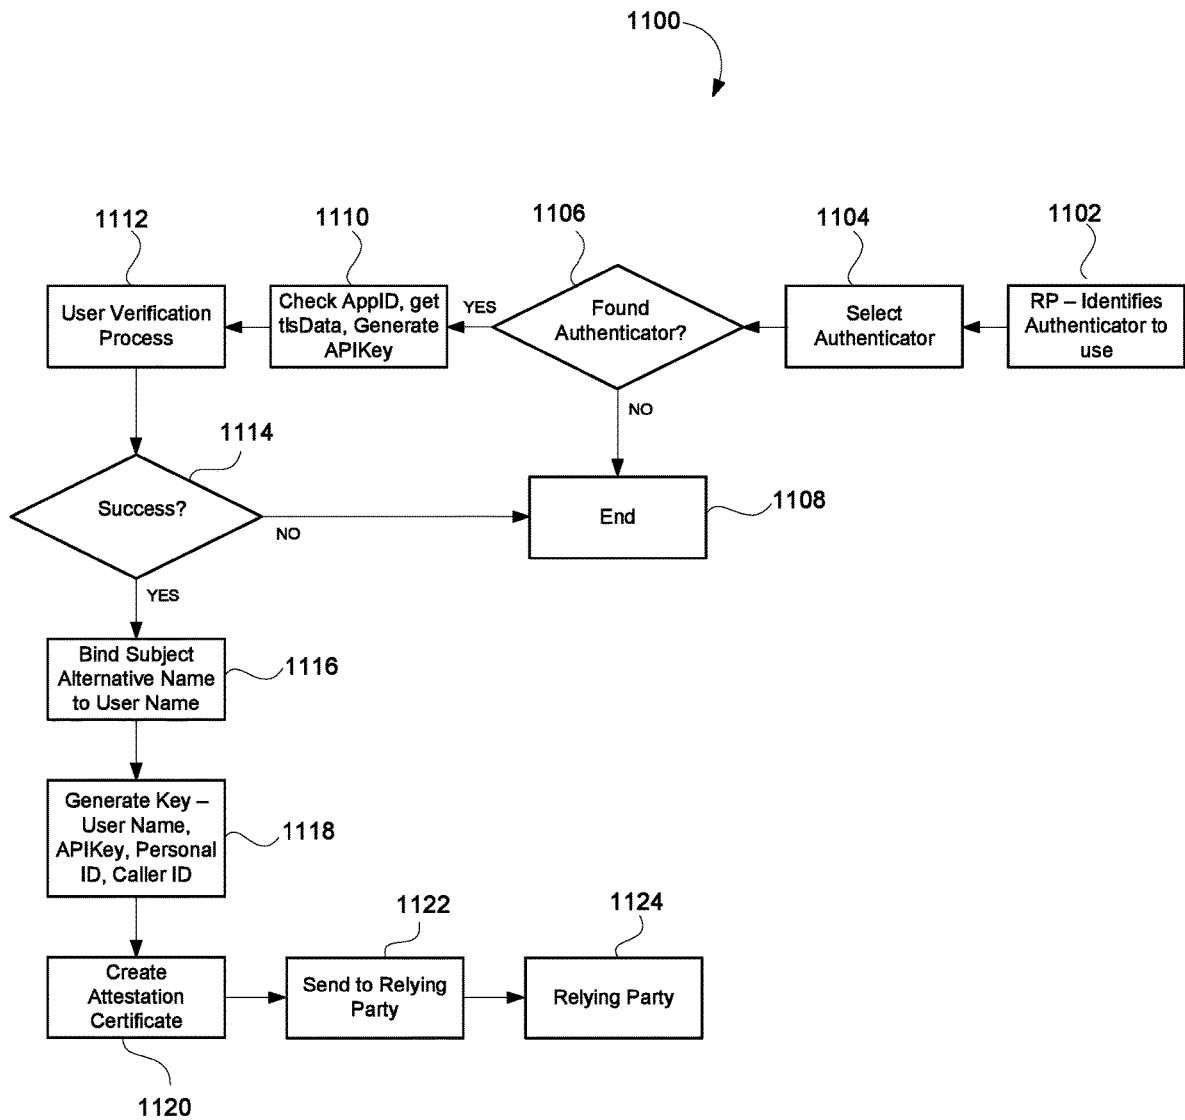 1100
1112
1110
1106
1104
1102
User Verification
Process
Check AppID, get
tlsData, Generate
APIKey
YES
Found
Authenticator?
Select
Authenticator
RP – Identifies
Authenticator to
use
NO
1114
Success?
NO
End
1108
YES
Bind Subject
Alternative Name
to User Name
1116
Generate Key –
User Name,
APIKey, Personal
ID, Caller ID
1118
1122
1124
Create
Attestation
Certificate
Send to Relying
Party
Relying Party
1120